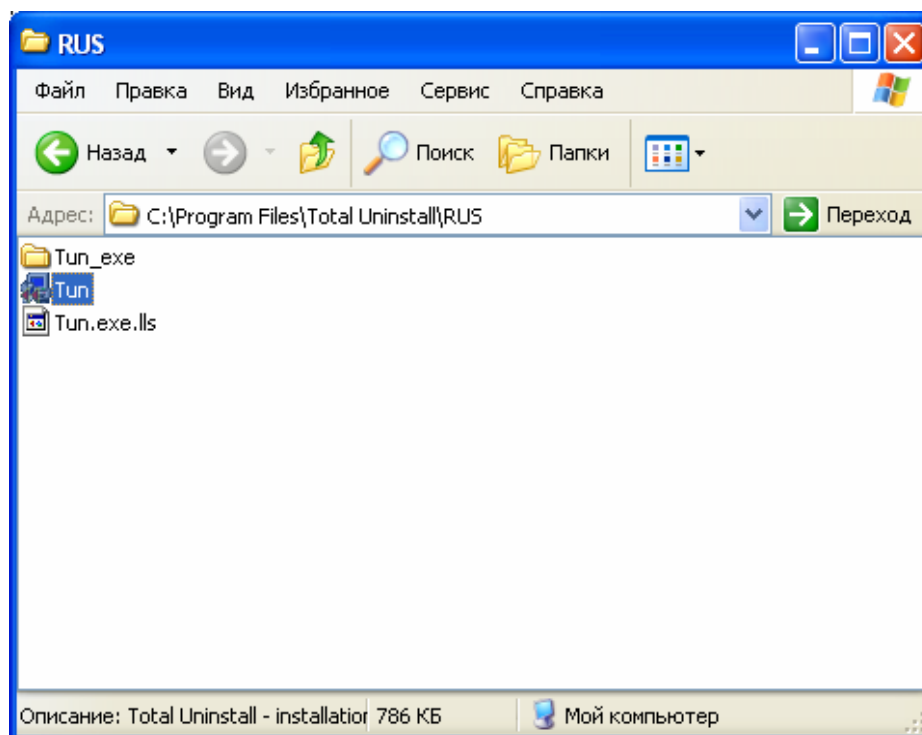 RUS
Файл Правка Вид Избранное Сервис Справка
Назад Поиск Папки
Адрес: C:\Program Files\Total Uninstall\RUS Переход
Tun_exe
Tun
Tun.exe.lls
Описание: Total Uninstall - installation 786 КБ Мой компьютер